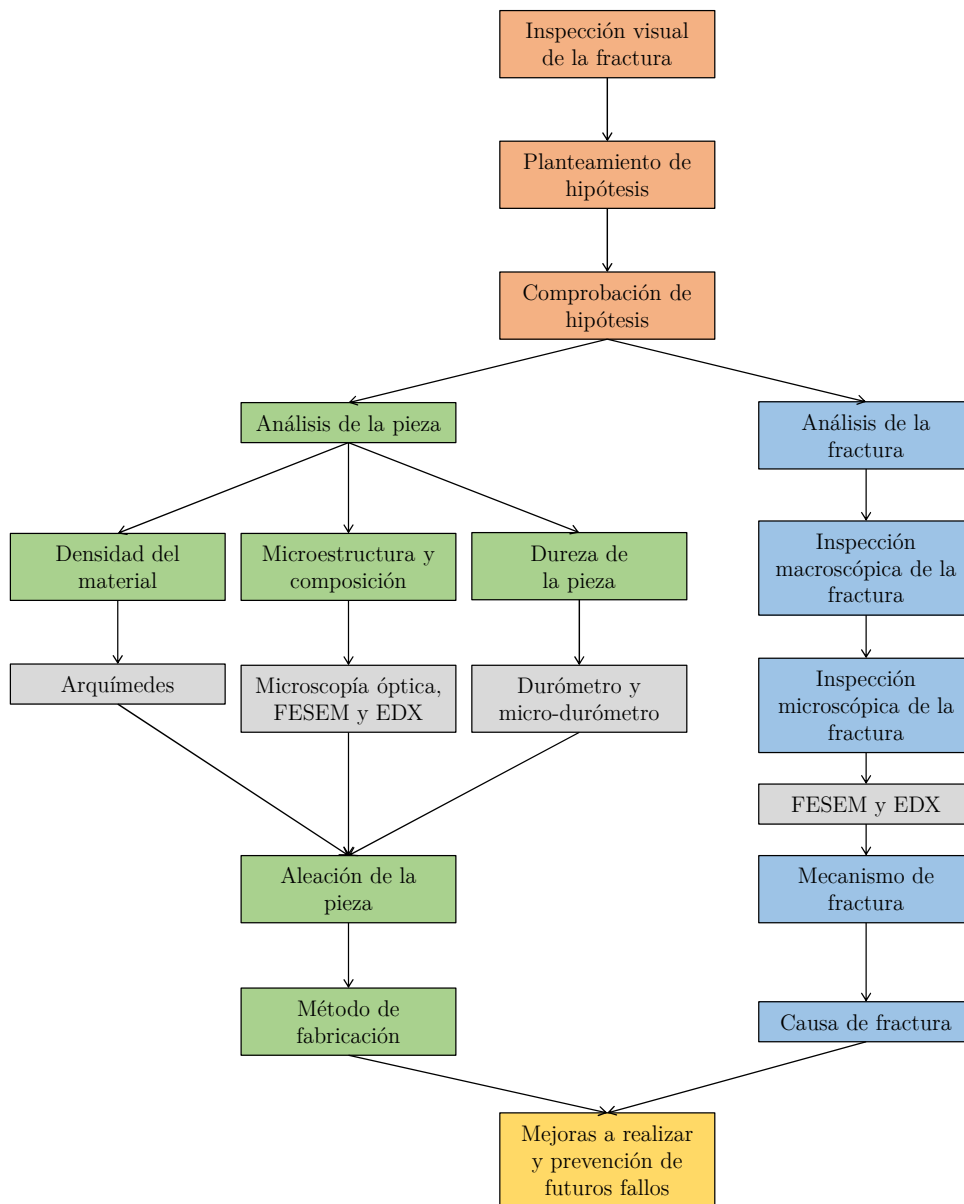 Inspección visual
de la fractura
Planteamiento de
hipótesis
Comprobación de
hipótesis
Análisis de la pieza
Análisis de la
fractura
Densidad del
material
Microestructura y
composición
Dureza de
la pieza
Inspección
macroscópica de la
fractura
Arquímedes
Microscopía óptica,
FESEM y EDX
Durómetro y
micro-durómetro
Inspección
microscópica de la
fractura
FESEM y EDX
Aleación de la
pieza
Mecanismo de
fractura
Método de
fabricación
Causa de fractura
Mejoras a realizar
y prevención de
futuros fallos